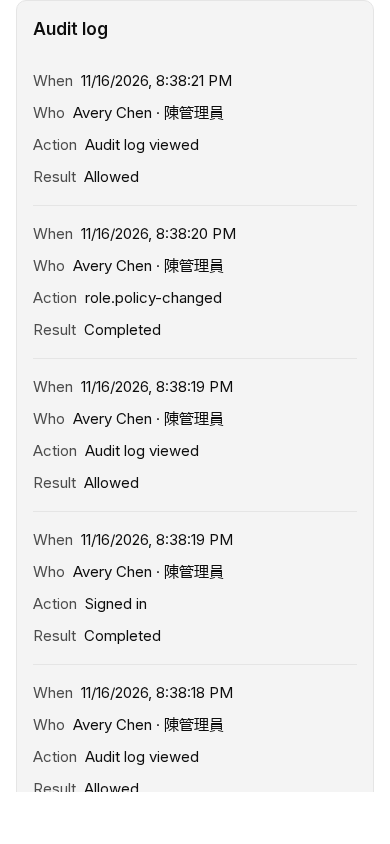 Audit log
When 11/16/2026, 8:38:21 PM
Who Avery Chen · 陳管理員
Action Audit log viewed
Result Allowed
When 11/16/2026, 8:38:20 PM
Who Avery Chen · 陳管理員
Action role.policy-changed
Result Completed
When 11/16/2026, 8:38:19 PM
Who Avery Chen · 陳管理員
Action Audit log viewed
Result Allowed
When 11/16/2026, 8:38:19 PM
Who Avery Chen · 陳管理員
Action Signed in
Result Completed
When 11/16/2026, 8:38:18 PM
Who Avery Chen · 陳管理員
Action Audit log viewed
Result Allowed